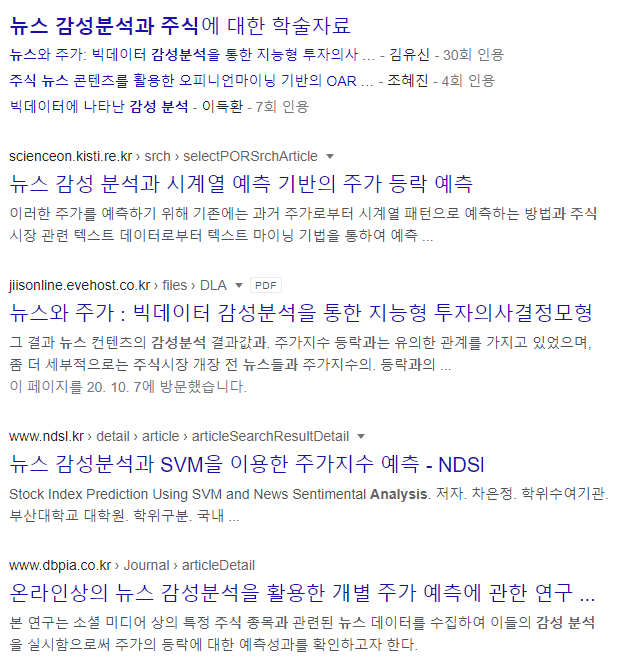 뉴스 감성분석과 주식에 대한 학술자료
뉴스와 주가: 빅데이터 감성분석을 통한 지능형 투자의사 ... - 김유신 - 30회 인용
주식 뉴스 콘텐츠를 활용한 오피니언마이닝 기반의 OAR ... - 조혜진 - 4회 인용
빅데이터에 나타난 감성 분석 - 이득환 - 7회 인용
scienceon.kisti.re.kr › srch › selectPORSrchArticle
뉴스 감성 분석과 시계열 예측 기반의 주가 등락 예측
이러한 주가를 예측하기 위해 기존에는 과거 주가로부터 시계열 패턴으로 예측하는 방법과 주식
시장 관련 텍스트 데이터로부터 텍스트 마이닝 기법을 통하여 예측 ...
jiisonline.evehost.co.kr › files › DLA PDF
뉴스와 주가 : 빅데이터 감성분석을 통한 지능형 투자의사결정모형
그 결과 뉴스 컨텐츠의 감성분석 결과값과. 주가지수 등락과는 유의한 관계를 가지고 있었으며,
좀 더 세부적으로는 주식시장 개장 전 뉴스들과 주가지수의. 등락과의 ...
이 페이지를 20. 10. 7에 방문했습니다.
www.ndsl.kr › detail › article › articleSearchResultDetail
뉴스 감성분석과 SVM을 이용한 주가지수 예측 - NDSl
Stock Index Prediction Using SVM and News Sentimental Analysis. 저자. 차은정. 학위수여기관.
부산대학교 대학원. 학위구분. 국내 ...
www.dbpia.co.kr › Journal › articleDetail
온라인상의 뉴스 감성분석을 활용한 개별 주가 예측에 관한 연구 ...
본 연구는 소셜 미디어 상의 특정 주식 종목과 관련된 뉴스 데이터를 수집하여 이들의 감성 분석
을 실시함으로써 주가의 등락에 대한 예측성과를 확인하고자 한다.